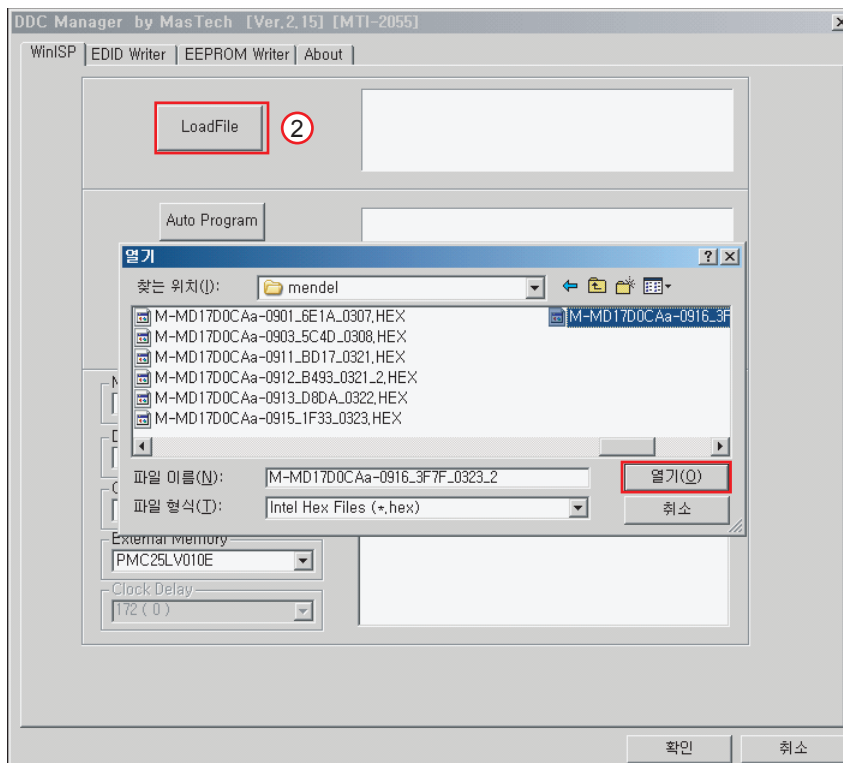 DDC Manager by MasTech [Ver,2,15] [MTI-2055]
WinISP EDID Writer EEPROM Writer About
LoadFile ②
Auto Program
열기
찾는 위치(I): mendel
M-MD17D0CAa-0901_6E1A_0307,HEX M-MD17D0CAa-0916_3F
M-MD17D0CAa-0903_5C4D_0308,HEX
M-MD17D0CAa-0911_BD17_0321,HEX
M-MD17D0CAa-0912_B493_0321_2,HEX
M-MD17D0CAa-0913_D8DA_0322,HEX
M-MD17D0CAa-0915_1F33_0323,HEX
파일 이름(N): M-MD17D0CAa-0916_3F7F_0323_2 열기(O)
파일 형식(T): Intel Hex Files (*,hex) 취소
External Memory
PMC25LV010E
Clock Delay
172 ( 0 )
확인 취소